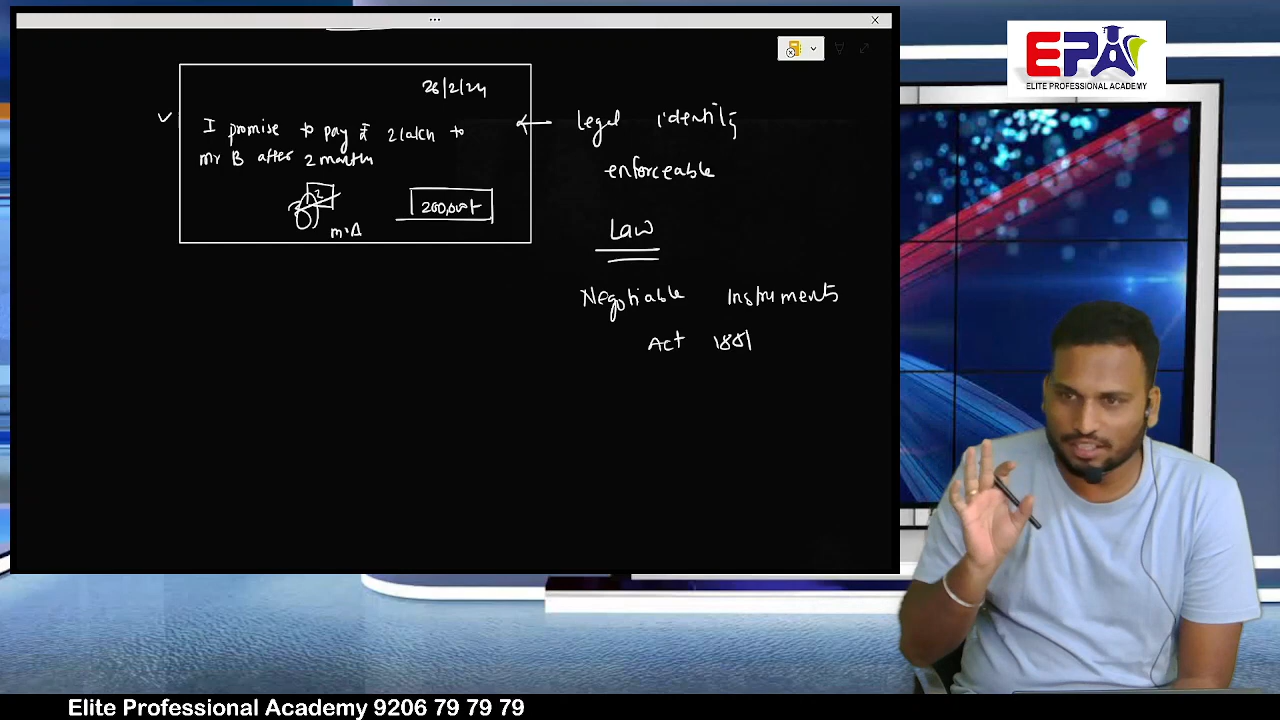 EPA
ELITE PROFESSIONAL ACADEMY
26/2/24
I promise to pay ₹ 2 lakh to
Mr B after 2 months
200,000/-
Mr A
legal identity
enforceable
Law
Negotiable Instruments
Act 1881
Elite Professional Academy 9206 79 79 79